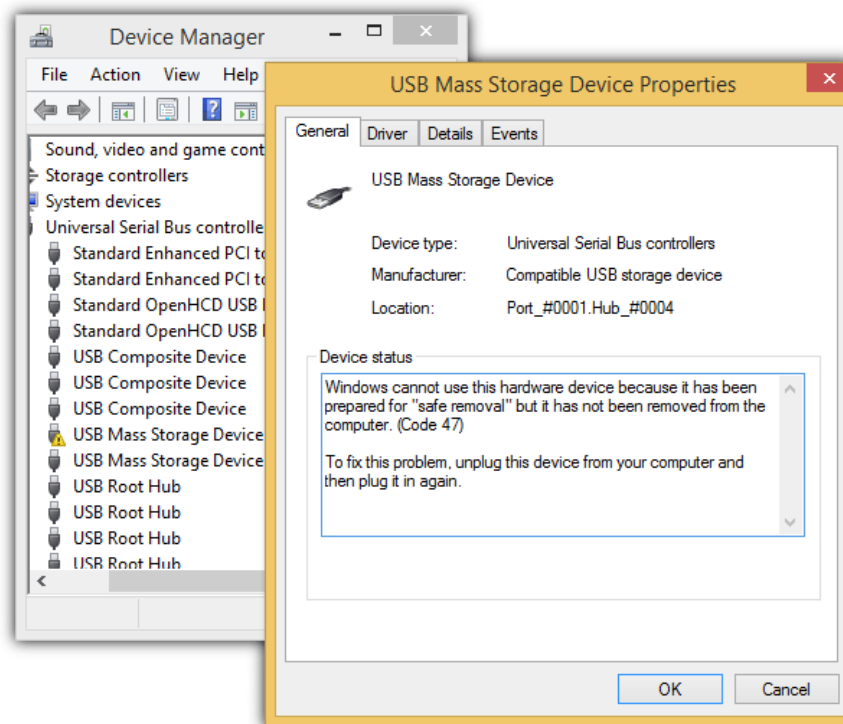 Device Manager
File Action View Help
Sound, video and game cont
Storage controllers
System devices
Universal Serial Bus controlle
Standard Enhanced PCI to
Standard Enhanced PCI to
Standard OpenHCD USB
Standard OpenHCD USB
USB Composite Device
USB Composite Device
USB Composite Device
USB Mass Storage Device
USB Mass Storage Device
USB Root Hub
USB Root Hub
USB Root Hub
USB Root Hub
USB Mass Storage Device Properties
General Driver Details Events
USB Mass Storage Device
Device type: Universal Serial Bus controllers
Manufacturer: Compatible USB storage device
Location: Port_#0001.Hub_#0004
Device status
Windows cannot use this hardware device because it has been
prepared for "safe removal" but it has not been removed from the
computer. (Code 47)
To fix this problem, unplug this device from your computer and
then plug it in again.
OK Cancel